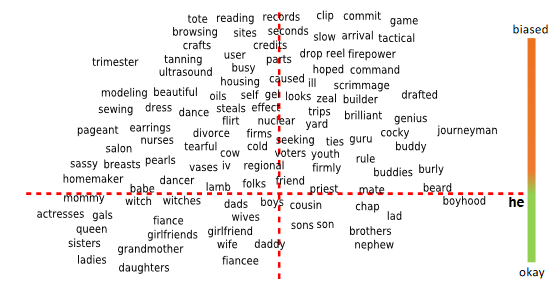 tote reading records clip commit game biased
browsing sites seconds slow arrival tactical
crafts credits
trimester tanning user parts drop reel firepower
ultrasound busy hoped command
housing caused ill scrimmage
modeling beautiful oils self gel looks zeal builder drafted
sewing dress dance steals effect trips brilliant genius
flirt nuclear yard
pageant earrings divorce firms cocky journeyman
nurses seeking ties guru
salon tearful cow cold voters youth buddy
sassy breasts pearls vases iv regional firmly rule
homemaker dancer folks friend buddies burly
babe lamb priest mate beard
mommy witch witches dads boys cousin chap boyhood he
actresses gals fiance wives lad
queen girlfriends girlfriend sons son brothers
sisters grandmother wife daddy nephew
ladies daughters fiancee okay